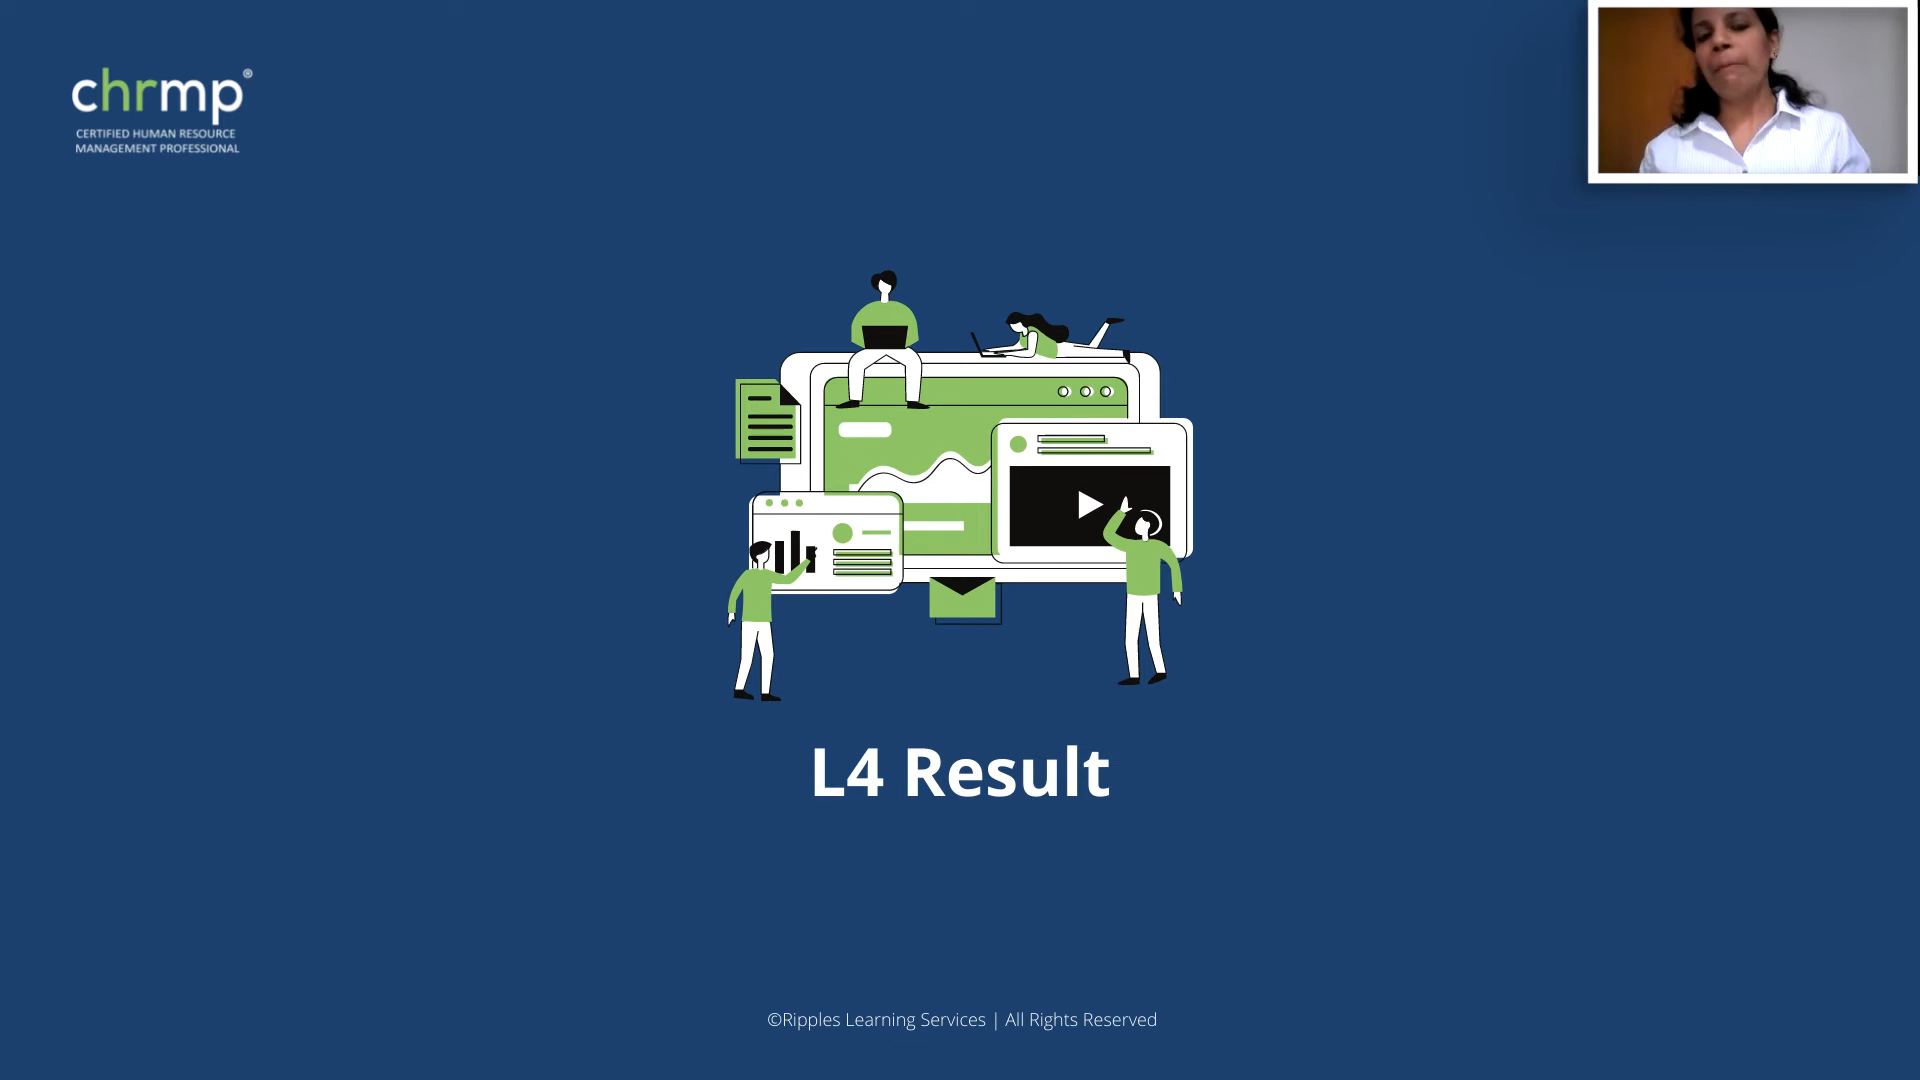 chrmp®
CERTIFIED HUMAN RESOURCE
MANAGEMENT PROFESSIONAL
L4 Result
©Ripples Learning Services | All Rights Reserved